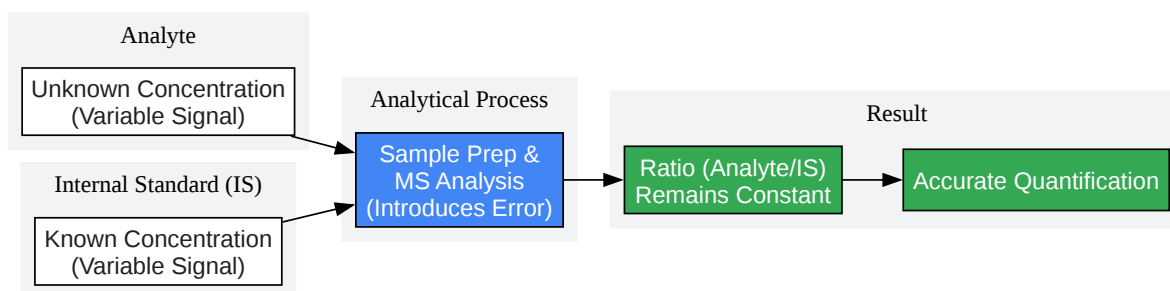 Analyte
Unknown Concentration
(Variable Signal)
Internal Standard (IS)
Known Concentration
(Variable Signal)
Analytical Process
Sample Prep &
MS Analysis
(Introduces Error)
Result
Ratio (Analyte/IS)
Remains Constant
Accurate Quantification